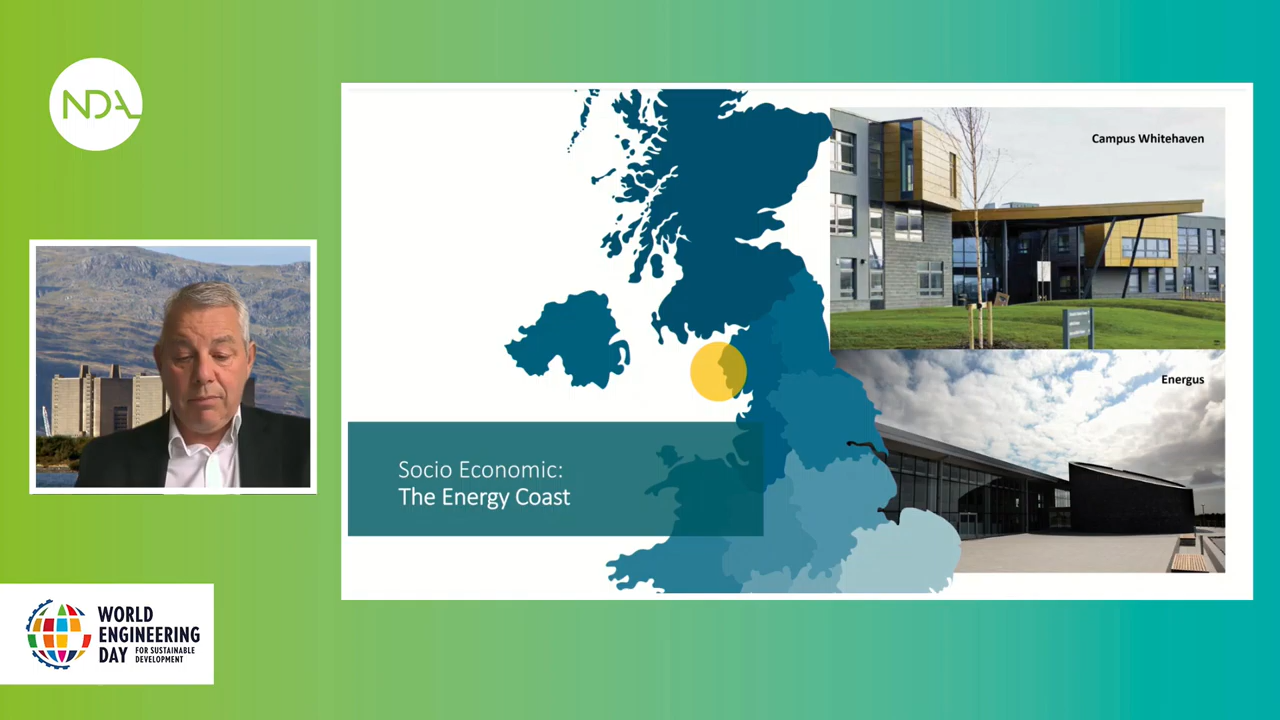 NDA
Campus Whitehaven
Energus
Socio Economic:
The Energy Coast
WORLD
ENGINEERING
DAY FOR SUSTAINABLE
DEVELOPMENT